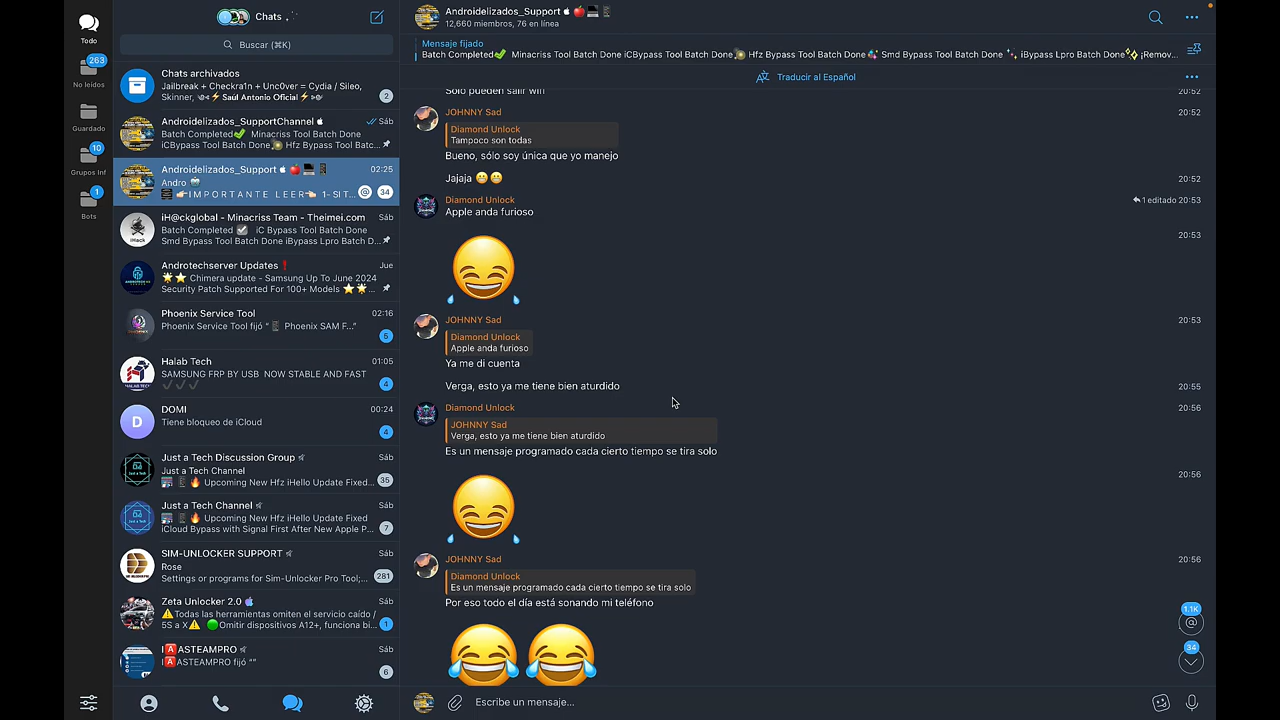 Todo
263
No leídos
Guardado
10
Grupos Inf
1
Bots
Chats
Buscar (⌘K)
Chats archivados
Jailbreak + Checkra1n + Unc0ver = Cydia / Sileo,
Skinner, ⚡Saúl Antonio Oficial⚡
2
Androidelizados_SupportChannel
Sáb
Batch Completed✅ Minacriss Tool Batch Done
iCBypass Tool Batch Done Hfz Bypass Tool Batc...
Androidelizados_Support 🍎💻📱
02:25
Andro
👉I M P O R T A N T E L E E R👈 1- S I T...
@
34
iH@ckglobal - Minacriss Team - Theimei.com
Sáb
Batch Completed ☑ iC Bypass Tool Batch Done
Smd Bypass Tool Batch Done iBypass Lpro Batch D...
Androtechserver Updates❗
Jue
🌟⭐ Chimera update - Samsung Up To June 2024
Security Patch Supported For 100+ Models ⭐🌟...
Phoenix Service Tool
02:16
Phoenix Service Tool fijó “📱 Phoenix SAM F...”
5
Halab Tech
01:05
SAMSUNG FRP BY USB NOW STABLE AND FAST
✓✓✓
4
D
DOMI
00:24
Tiene bloqueo de iCloud
4
Just a Tech Discussion Group
Sáb
Just a Tech Channel
📱🔥 Upcoming New Hfz iHello Update Fixed...
35
Just a Tech Channel
Sáb
📱🔥 Upcoming New Hfz iHello Update Fixed
iCloud Bypass with Signal First After New Apple P...
7
SIM-UNLOCKER SUPPORT
Sáb
Rose
Settings or programs for Sim-Unlocker Pro Tool;...
281
Zeta Unlocker 2.0
Sáb
⚠Todas las herramientas omiten el servicio caído /
5S a X⚠ 🟢Omitir dispositivos A12+, funciona bi...
1
I🅰ASTEAMPRO
Sáb
I🅰ASTEAMPRO fijó “”
6
Androidelizados_Support 🍎💻📱
12,660 miembros, 76 en línea
Mensaje fijado
Batch Completed✅ Minacriss Tool Batch Done iCBypass Tool Batch Done Hfz Bypass Tool Batch Done Smd Bypass Tool Batch Done iBypass Lpro Batch Done✨ ¡Remov...
Traducir al Español
Solo pueden salir wifi
20:52
JOHNNY Sad
20:52
Diamond Unlock
Tampoco son todas
Bueno, sólo soy única que yo manejo
Jajaja 😬😬
20:52
Diamond Unlock
1 editado 20:53
Apple anda furioso
20:53
JOHNNY Sad
20:53
Diamond Unlock
Apple anda furioso
Ya me di cuenta
Verga, esto ya me tiene bien aturdido
20:55
Diamond Unlock
20:56
JOHNNY Sad
Verga, esto ya me tiene bien aturdido
Es un mensaje programado cada cierto tiempo se tira solo
20:56
JOHNNY Sad
20:56
Diamond Unlock
Es un mensaje programado cada cierto tiempo se tira solo
Por eso todo el día está sonando mi teléfono
1.1K
@
34
Escribe un mensaje...